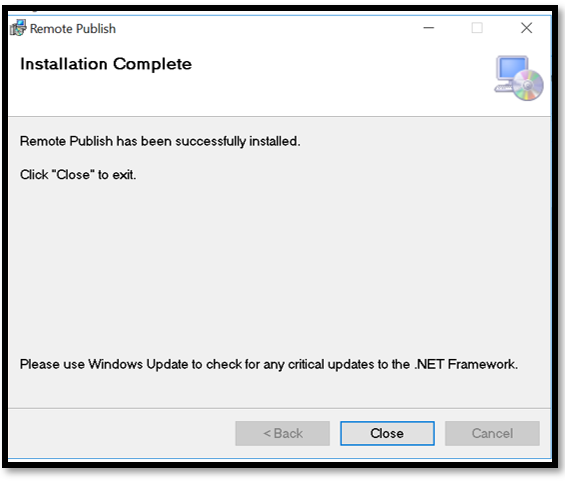 Remote Publish
Installation Complete
Remote Publish has been successfully installed.
Click "Close" to exit.
Please use Windows Update to check for any critical updates to the .NET Framework.
< Back
Close
Cancel